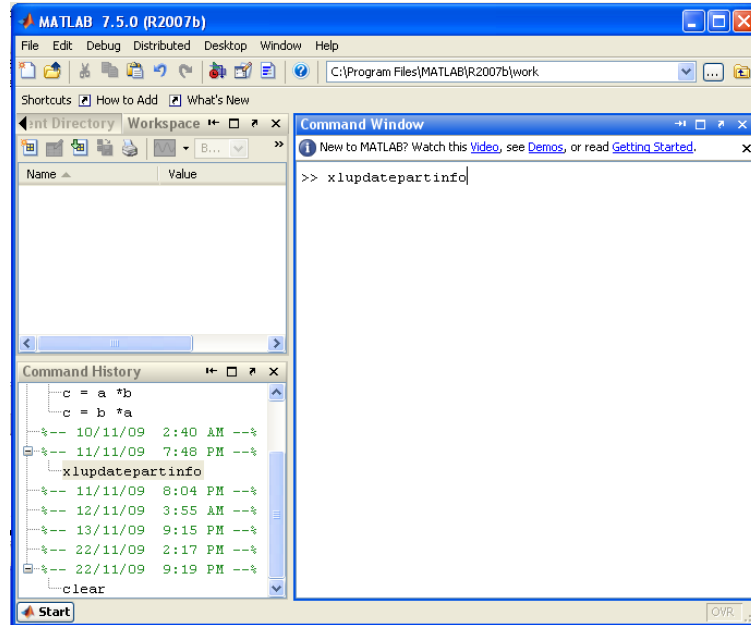 MATLAB 7.5.0 (R2007b)
File Edit Debug Distributed Desktop Window Help
C:\Program Files\MATLAB\R2007b\work
Shortcuts How to Add What's New
ent Directory Workspace
B...
Name Value
Command History
c = a *b
c = b *a
%-- 10/11/09 2:40 AM --%
%-- 11/11/09 7:48 PM --%
xlupdatepartinfo
%-- 11/11/09 8:04 PM --%
%-- 12/11/09 3:55 AM --%
%-- 13/11/09 9:15 PM --%
%-- 22/11/09 2:17 PM --%
%-- 22/11/09 9:19 PM --%
clear
Command Window
New to MATLAB? Watch this Video, see Demos, or read Getting Started.
>> xlupdatepartinfo
Start
OVR